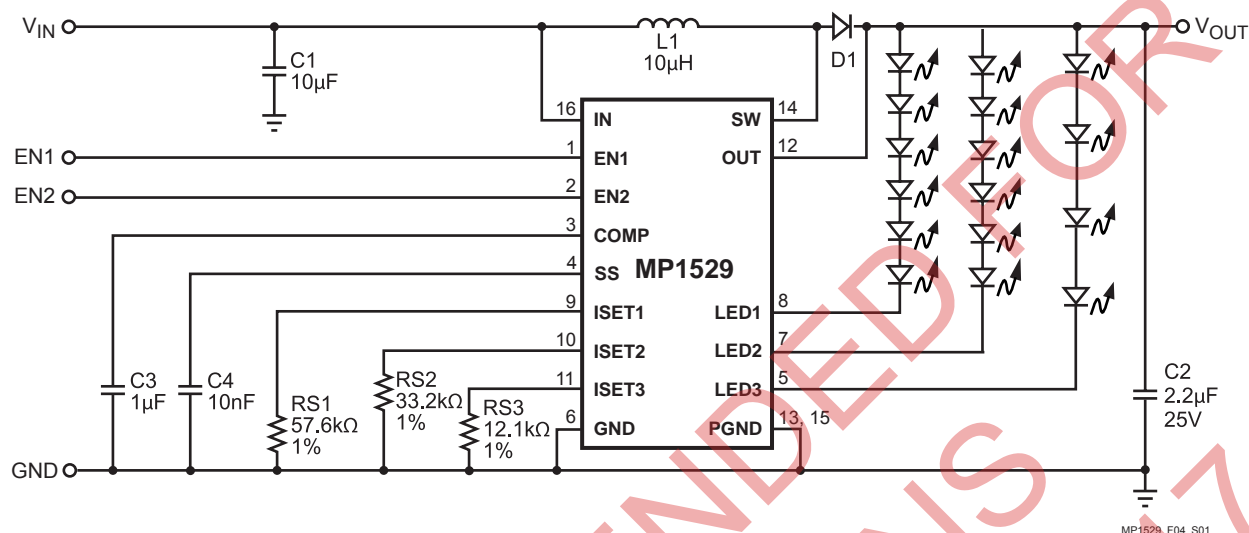 VIN
VOUT
L1
10µH
D1
C1
10µF
16 IN
SW 14
1 EN1
OUT 12
EN1
2 EN2
EN2
3 COMP
4 SS
MP1529
9 ISET1
LED1 8
10 ISET2
LED2 7
11 ISET3
LED3 5
6 GND
PGND 13, 15
C3
1µF
C4
10nF
RS1
57.6kΩ
1%
RS2
33.2kΩ
1%
RS3
12.1kΩ
1%
C2
2.2µF
25V
GND
MP1529_F04_S01
FOR